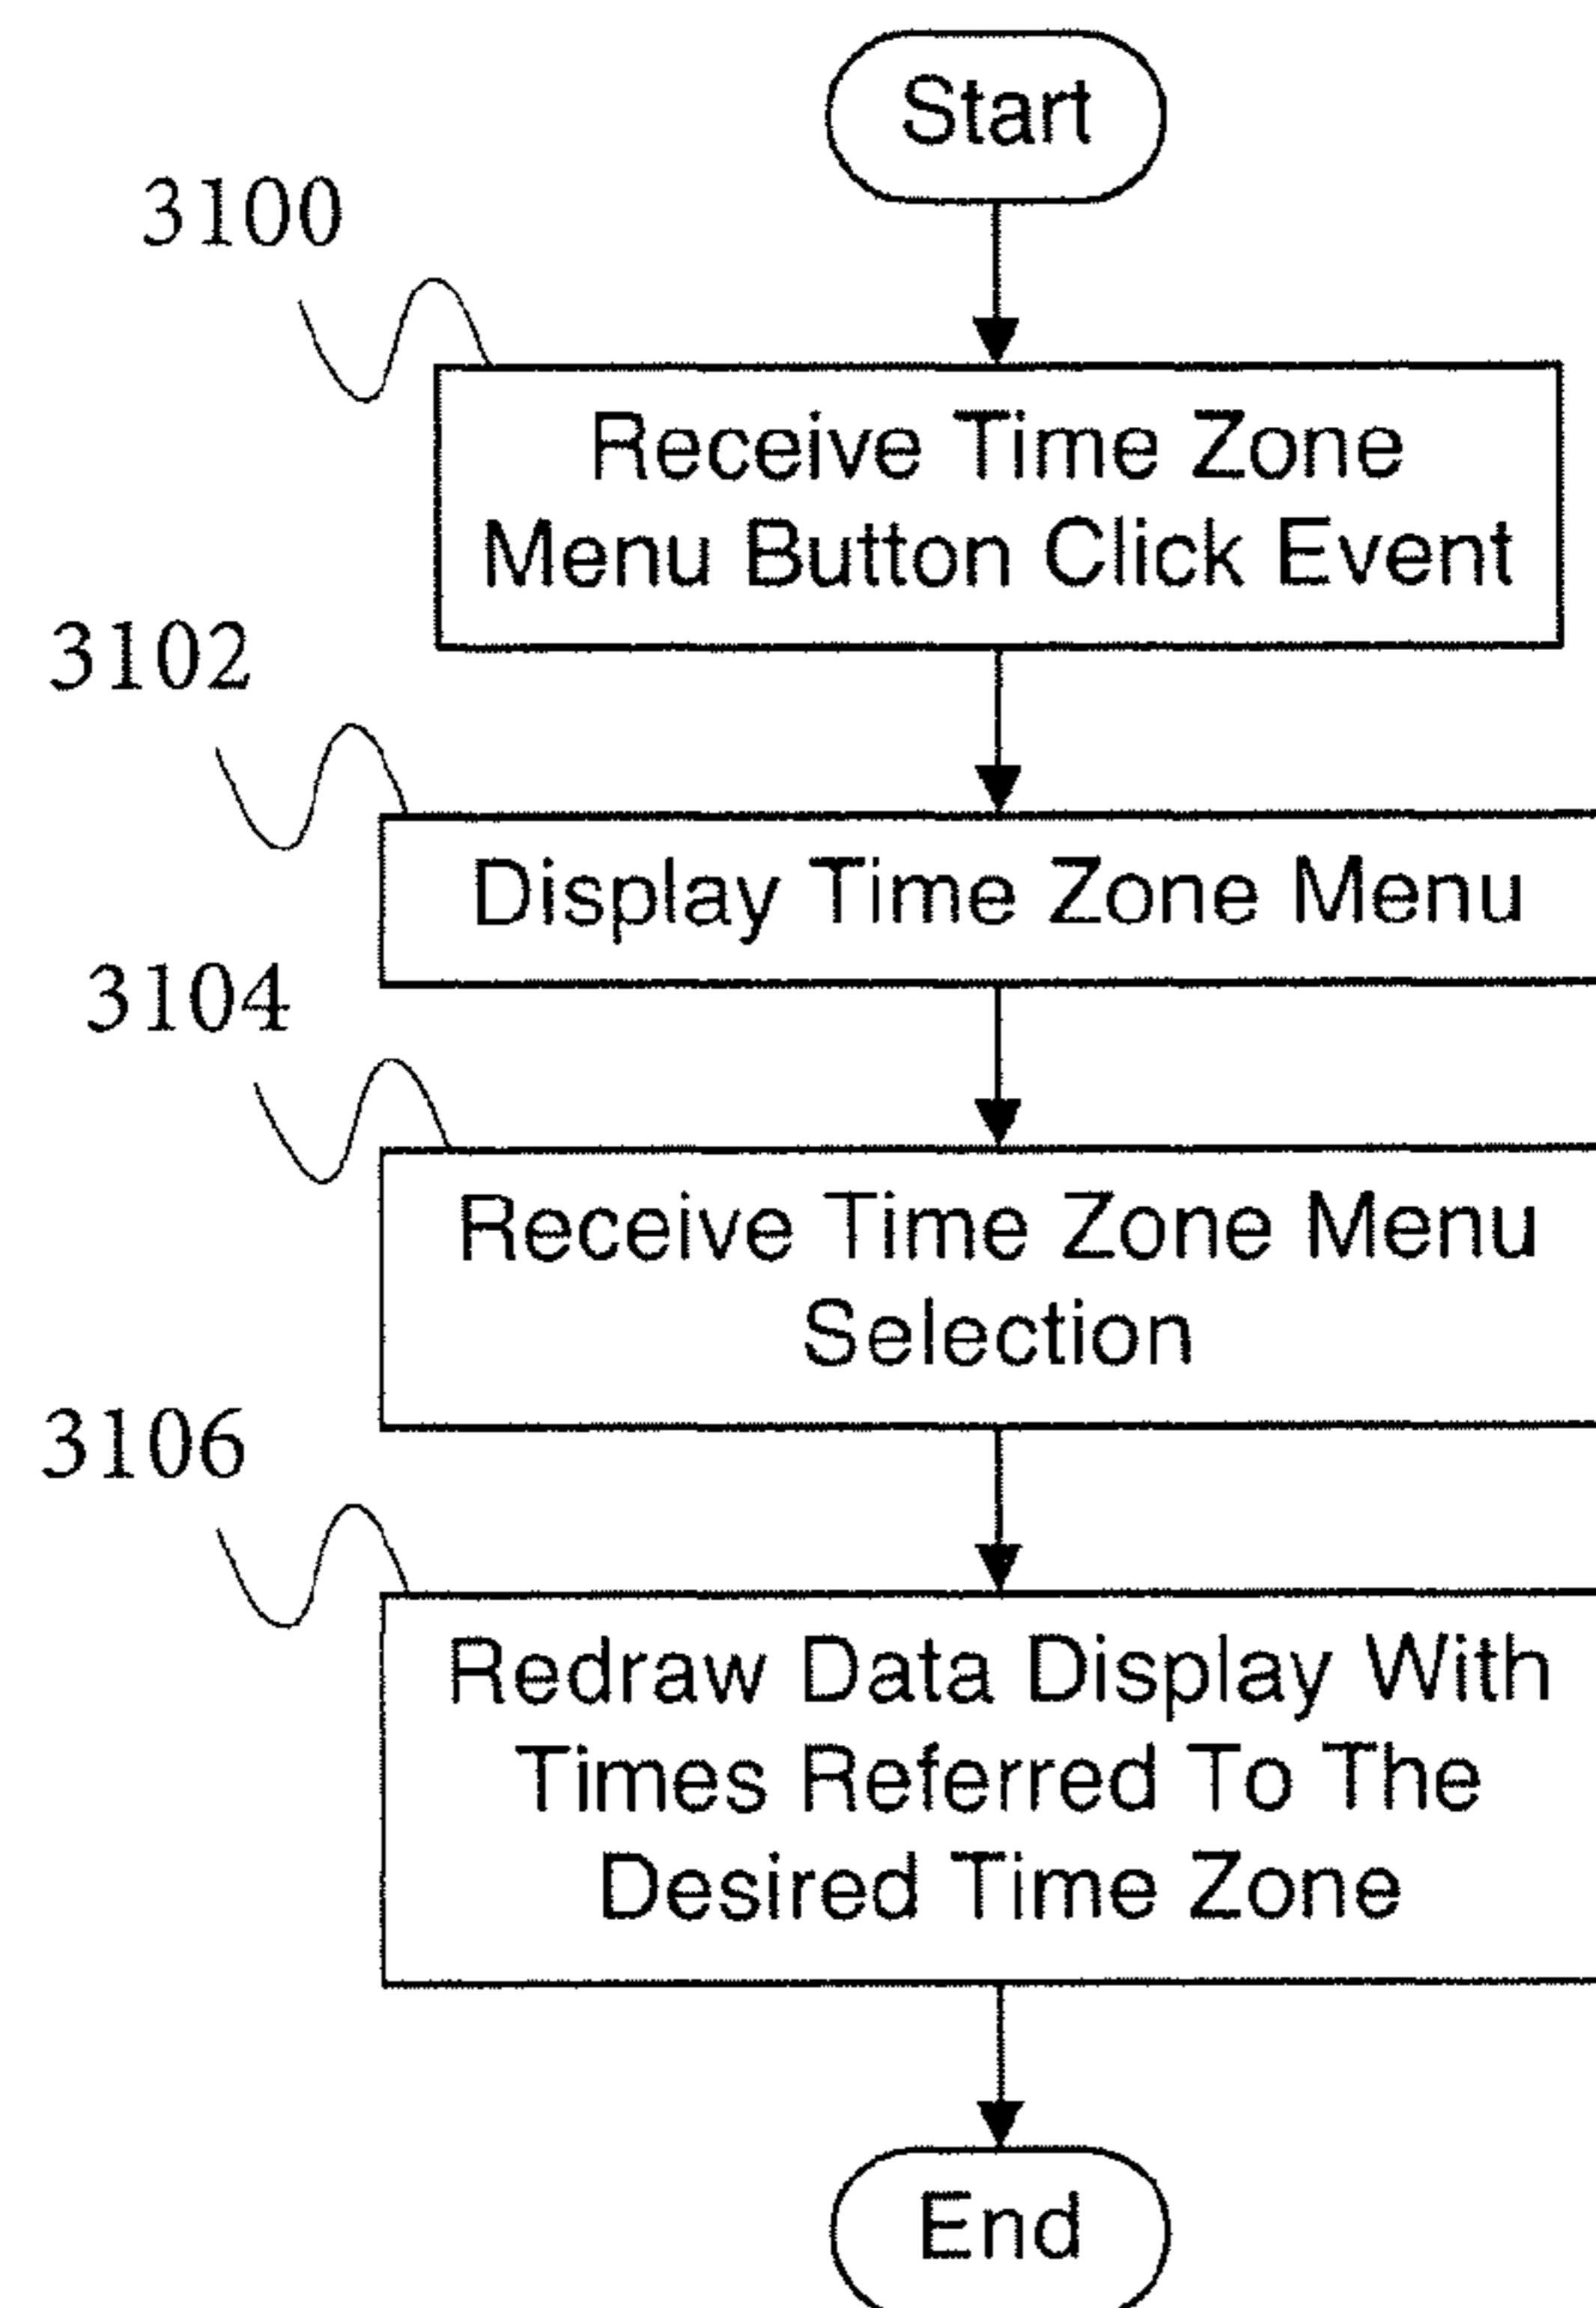 Start
3100
Receive Time Zone
Menu Button Click Event
3102
Display Time Zone Menu
3104
Receive Time Zone Menu
Selection
3106
Redraw Data Display With
Times Referred To The
Desired Time Zone
End